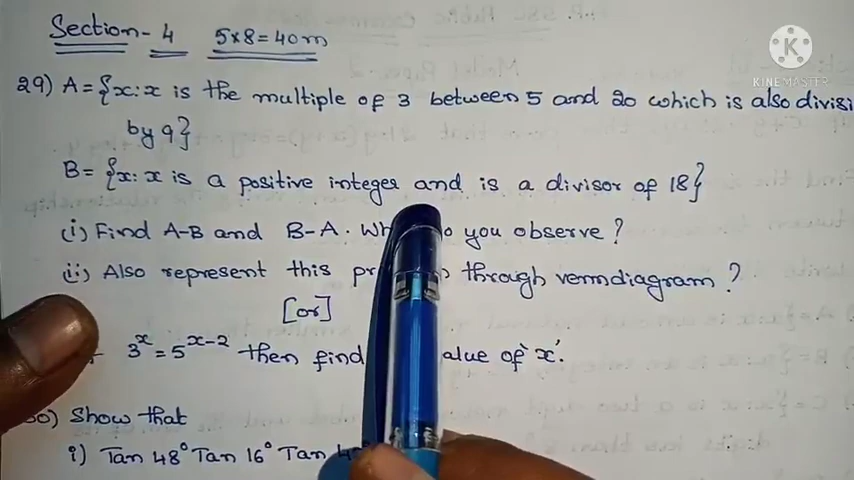 Section-4 5x8=40m
KINEMASTER
29) A={x:x is the multiple of 3 between 5 and 20 which is also divisi
by 9}
B={x:x is a positive integer and is a divisor of 18}
(i) Find A-B and B-A. Wh o you observe?
ii) Also represent this pr through venndiagram?
[or]
3^x = 5^x-2 then find alue of 'x'.
30) Show that
i) Tan 48° Tan 16° Tan